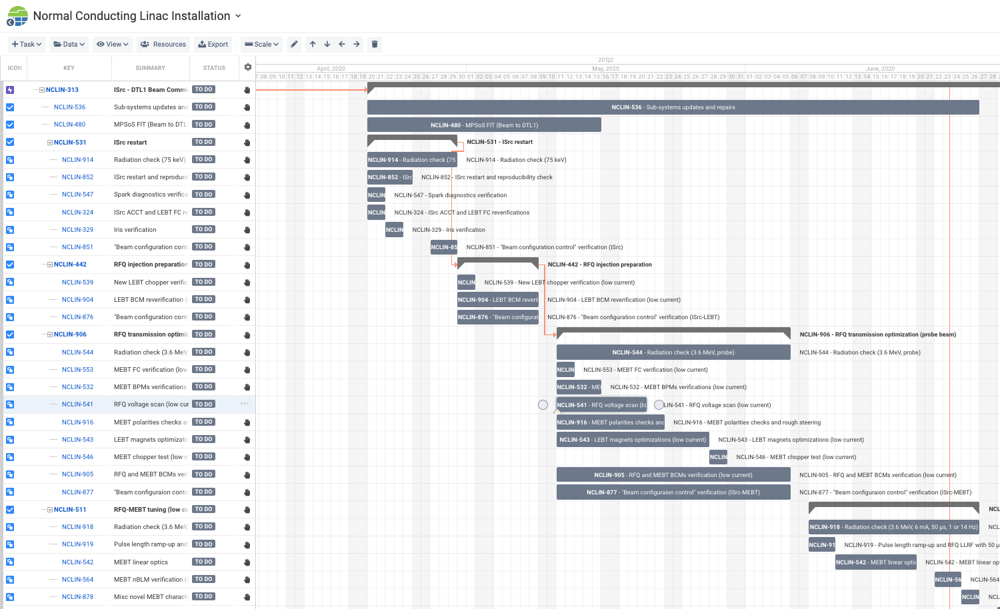 Normal Conducting Linac Installation
Task Data View Resources Export Scale
ICON KEY SUMMARY STATUS
20'Q2
April, 2020 May, 2020 June, 2020
08 09 10 11 12 13 14 15 16 17 18 19 20 21 22 23 24 25 26 27 28 29 30 01 02 03 04 05 06 07 08 09 10 11 12 13 14 15 16 17 18 19 20 21 22 23 24 25 26 27 28 29 30 31 01 02 03 04 05 06 07 08 09 10 11 12 13 14 15 16 17 18 19 20 21 22 23 24 25 26 27 28
NCLIN-313 ISrc - DTL1 Beam Commi TO DO
NCLIN-536 Sub-systems updates and TO DO NCLIN-536 - Sub-systems updates and repairs
NCLIN-480 MPSoS FIT (Beam to DTL TO DO NCLIN-480 - MPSoS FIT (Beam to DTL1)
NCLIN-531 ISrc restart TO DO NCLIN-531 - ISrc restart
NCLIN-914 Radiation check (75 keV) TO DO NCLIN-914 - Radiation check (75 NCLIN-914 - Radiation check (75 keV)
NCLIN-852 ISrc restart and reproduci TO DO NCLIN-852 - ISrc NCLIN-852 - ISrc restart and reproducibility check
NCLIN-547 Spark diagnostics verifica TO DO NCLIN NCLIN-547 - Spark diagnostics verification
NCLIN-324 ISrc ACCT and LEBT FC re TO DO NCLIN NCLIN-324 - ISrc ACCT and LEBT FC reverifications
NCLIN-329 Iris verification TO DO NCLIN NCLIN-329 - Iris verification
NCLIN-851 "Beam configuration contr TO DO NCLIN-85 NCLIN-851 - "Beam configuration control" verification (ISrc)
NCLIN-442 RFQ injection preparation TO DO NCLIN-442 - RFQ injection preparation
NCLIN-539 New LEBT chopper verific TO DO NCLIN NCLIN-539 - New LEBT chopper verification (low current)
NCLIN-904 LEBT BCM reverification ( TO DO NCLIN-904 - LEBT BCM reverif NCLIN-904 - LEBT BCM reverification (low current)
NCLIN-876 "Beam configuration cont TO DO NCLIN-876 - "Beam configurat NCLIN-876 - "Beam configuration control" verification (ISrc-LEBT)
NCLIN-906 RFQ transmission optimiz TO DO NCLIN-906 - RFQ transmission optimization (probe beam)
NCLIN-544 Radiation check (3.6 MeV TO DO NCLIN-544 - Radiation check (3.6 MeV, probe) NCLIN-544 - Radiation check (3.6 MeV, probe)
NCLIN-553 MEBT FC verification (low TO DO NCLIN NCLIN-553 - MEBT FC verification (low current)
NCLIN-532 MEBT BPMs verifications TO DO NCLIN-532 - MEI NCLIN-532 - MEBT BPMs verifications (low current)
NCLIN-541 RFQ voltage scan (low cur TO DO NCLIN-541 - RFQ voltage scan (lo LIN-541 - RFQ voltage scan (low current)
NCLIN-916 MEBT polarities checks a TO DO NCLIN-916 - MEBT polarities checks anc NCLIN-916 - MEBT polarities checks and rough steering
NCLIN-543 LEBT magnets optimizati TO DO NCLIN-543 - LEBT magnets optimizations (low current) NCLIN-543 - LEBT magnets optimizations (low current)
NCLIN-546 MEBT chopper test (low c TO DO NCLIN NCLIN-546 - MEBT chopper test (low current)
NCLIN-905 RFQ and MEBT BCMs veri TO DO NCLIN-905 - RFQ and MEBT BCMs verification (low current) NCLIN-905 - RFQ and MEBT BCMs verification (low current)
NCLIN-877 "Beam configuraion contr TO DO NCLIN-877 - "Beam configuraion control" verification (ISrc-MEBT) NCLIN-877 - "Beam configuraion control" verification (ISrc-MEBT)
NCLIN-511 RFQ-MEBT tuning (low cu TO DO NCL
NCLIN-918 Radiation check (3.6 MeV, TO DO NCLIN-918 - Radiation check (3.6 MeV, 6 mA, 50 µs, 1 or 14 Hz) NCL
NCLIN-919 Pulse length ramp-up and TO DO NCLIN-91 NCLIN-919 - Pulse length ramp-up and RFQ LLRF with 50 µ
NCLIN-542 MEBT linear optics TO DO NCLIN-542 - MEBT linear optic NCLIN-542 - MEBT linear op
NCLIN-564 MEBT nBLM verification ( TO DO NCLIN-56 NCLIN-564
NCLIN-878 Misc novel MEBT charact TO DO NCLIN NCL